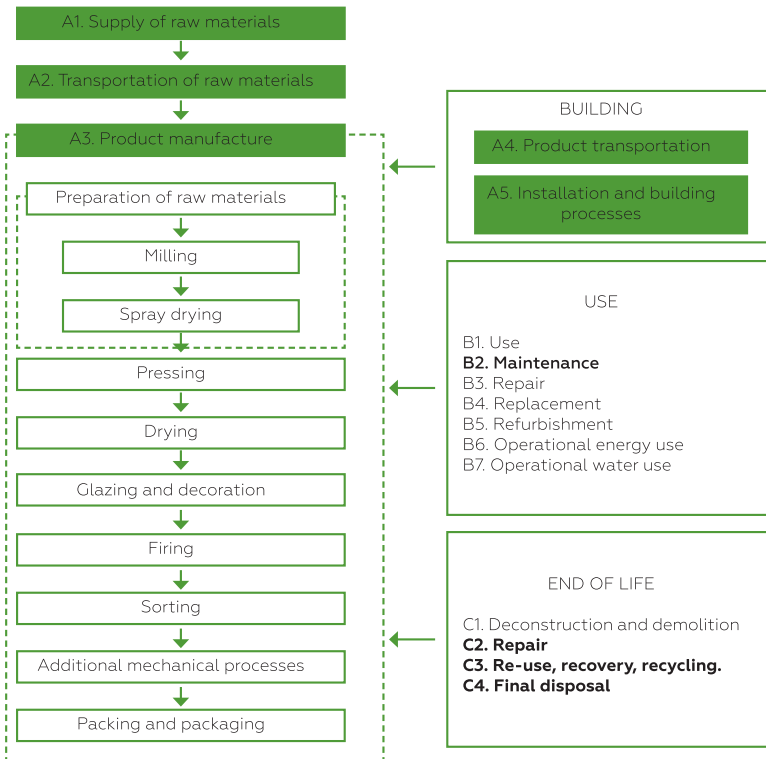 A1. Supply of raw materials
A2. Transportation of raw materials
A3. Product manufacture
Preparation of raw materials
Milling
Spray drying
Pressing
Drying
Glazing and decoration
Firing
Sorting
Additional mechanical processes
Packing and packaging
BUILDING
A4. Product transportation
A5. Installation and building
processes
USE
B1. Use
B2. Maintenance
B3. Repair
B4. Replacement
B5. Refurbishment
B6. Operational energy use
B7. Operational water use
END OF LIFE
C1. Deconstruction and demolition
C2. Repair
C3. Re-use, recovery, recycling.
C4. Final disposal